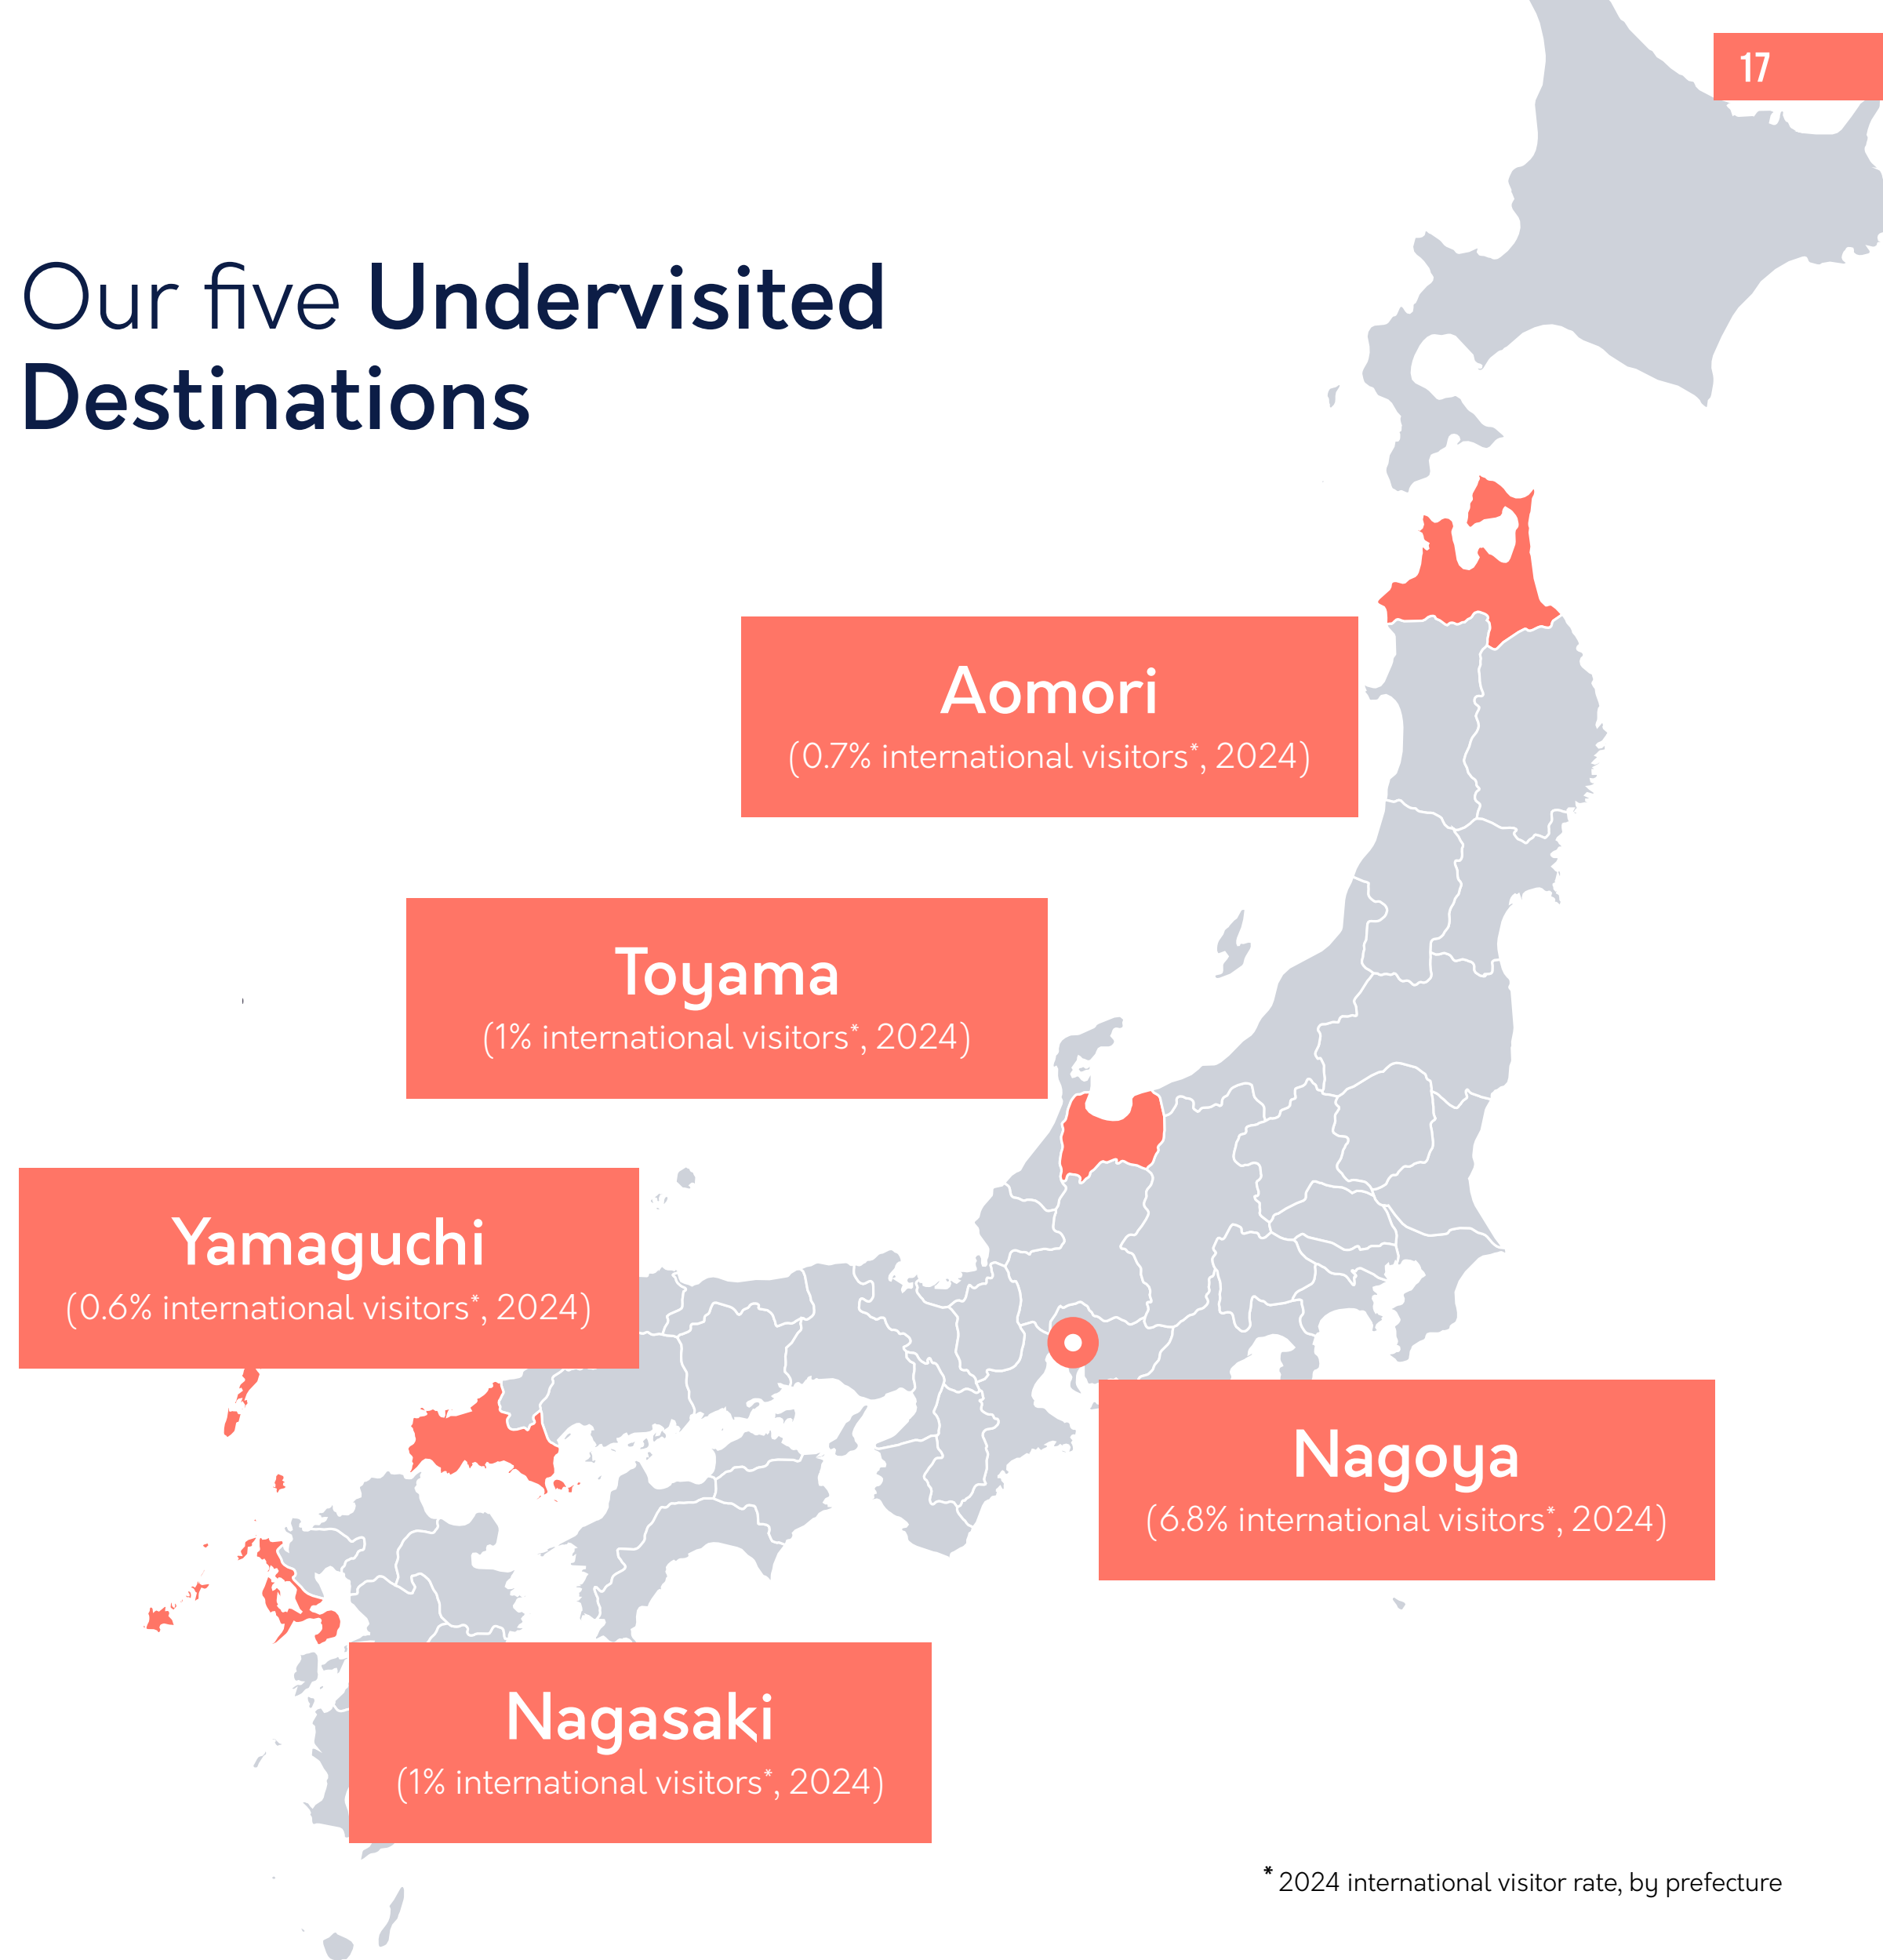 17
Our five Undervisited
Destinations
Aomori
(0.7% international visitors*, 2024)
Toyama
(1% international visitors*, 2024)
Yamaguchi
(0.6% international visitors*, 2024)
Nagoya
(6.8% international visitors*, 2024)
Nagasaki
(1% international visitors*, 2024)
* 2024 international visitor rate, by prefecture